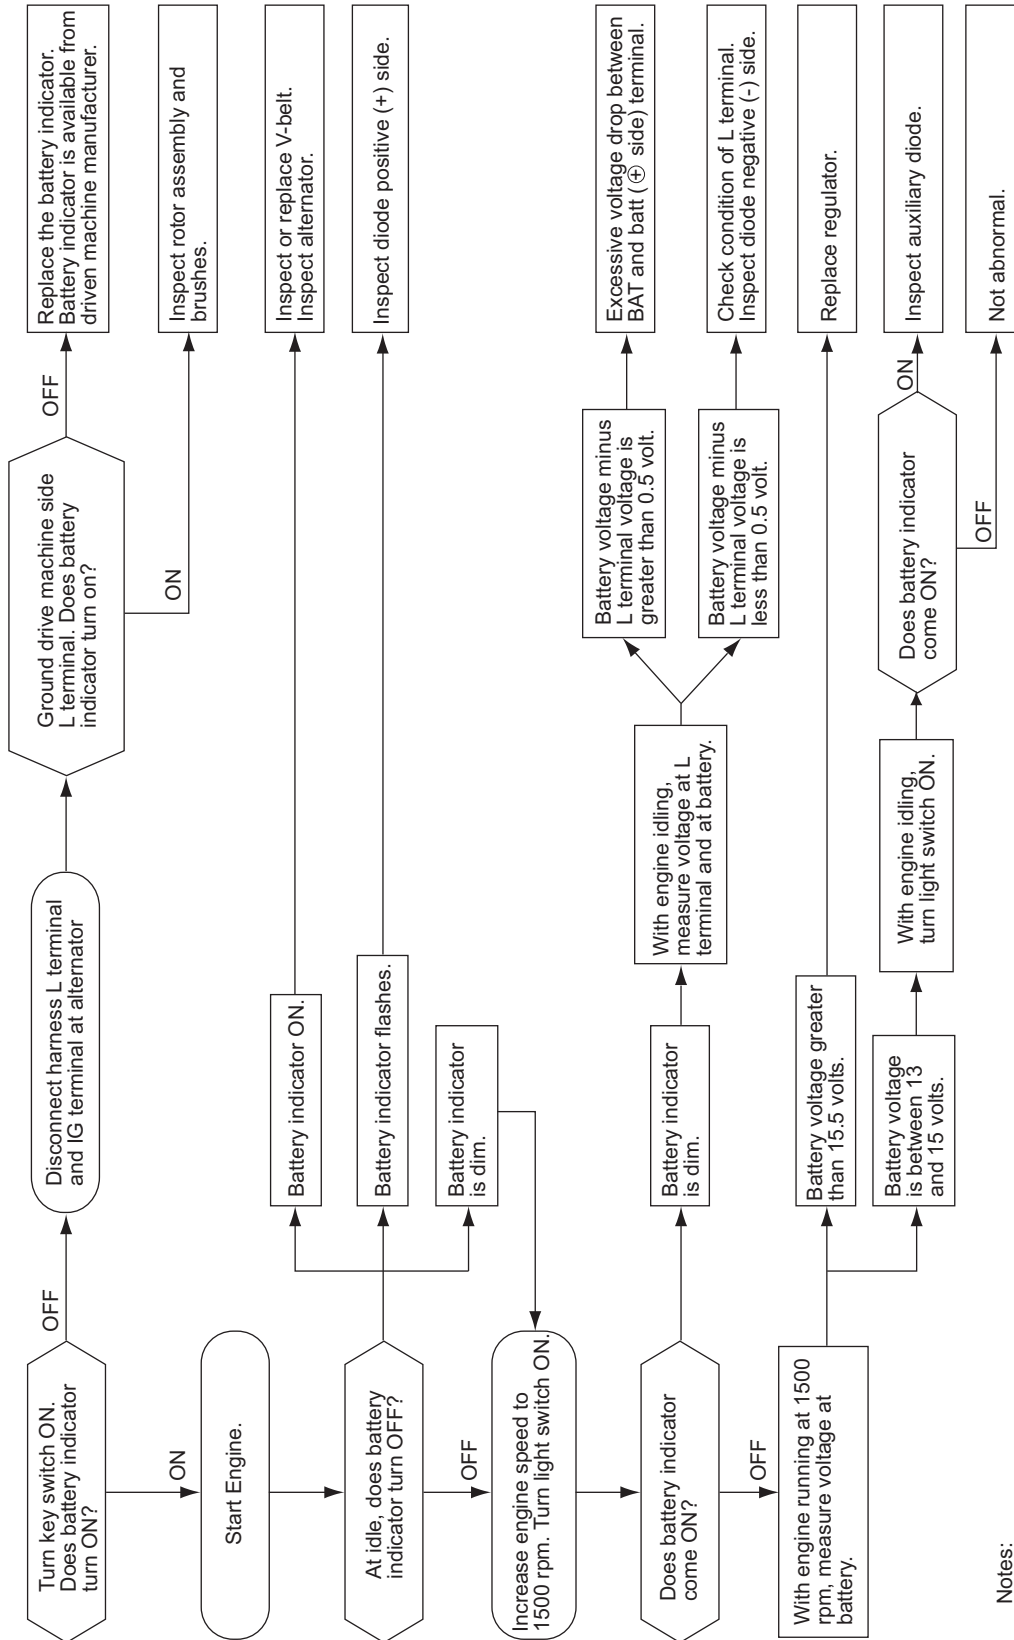 Turn key switch ON.
Does battery indicator
turn ON?
OFF
Disconnect harness L terminal
and IG terminal at alternator
Ground drive machine side
L terminal. Does battery
indicator turn on?
OFF
Replace the battery indicator.
Battery indicator is available from
driven machine manufacturer.
ON
Inspect rotor assembly and
brushes.
ON
Start Engine.
At idle, does battery
indicator turn OFF?
Battery indicator ON.
Inspect or replace V-belt.
Inspect alternator.
Battery indicator flashes.
Inspect diode positive (+) side.
Battery indicator
is dim.
OFF
Increase engine speed to
1500 rpm. Turn light switch ON.
Does battery indicator
come ON?
Battery indicator
is dim.
With engine idling,
measure voltage at L
terminal and at battery.
Battery voltage minus
L terminal voltage is
greater than 0.5 volt.
Excessive voltage drop between
BAT and batt (⊕ side) terminal.
Battery voltage minus
L terminal voltage is
less than 0.5 volt.
Check condition of L terminal.
Inspect diode negative (-) side.
OFF
With engine running at 1500
rpm, measure voltage at
battery.
Battery voltage greater
than 15.5 volts.
Replace regulator.
Battery voltage
is between 13
and 15 volts.
With engine idling,
turn light switch ON.
Does battery indicator
come ON?
ON
Inspect auxiliary diode.
OFF
Not abnormal.
Notes: